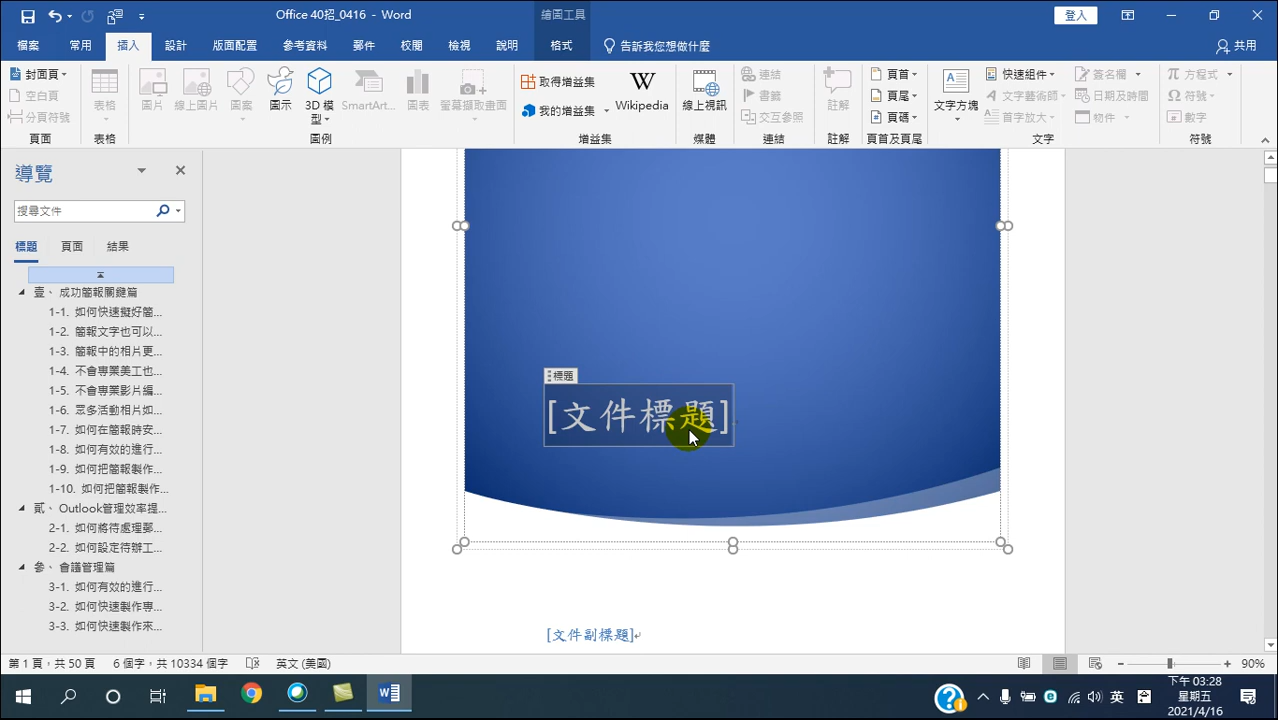 Office 40招_0416 - Word
繪圖工具
登入
檔案 常用 插入 設計 版面配置 參考資料 郵件 校閱 檢視 說明 格式 告訴我您想做什麼 共用
封面頁
空白頁
分頁符號
頁面
表格
表格
圖片
線上圖片
圖案
圖示
3D 模型
SmartArt...
圖表
螢幕擷取畫面
圖例
取得增益集
我的增益集
Wikipedia
增益集
線上視訊
媒體
連結
書籤
交互參照
連結
註解
註解
頁首
頁尾
頁碼
頁首及頁尾
文字方塊
快速組件
文字藝術師
首字放大
簽名欄
日期及時間
物件
文字
方程式
符號
數字
符號
導覽
搜尋文件
標題 頁面 結果
壹、 成功簡報關鍵篇
1-1. 如何快速擬好簡...
1-2. 簡報文字也可以...
1-3. 簡報中的相片更...
1-4. 不會專業美工也...
1-5. 不會專業影片編...
1-6. 眾多活動相片如...
1-7. 如何在簡報時安...
1-8. 如何有效的進行...
1-9. 如何把簡報製作...
1-10. 如何把簡報製作...
貳、 Outlook管理效率提...
2-1. 如何將待處理郵...
2-2. 如何設定待辦工...
參、 會議管理篇
3-1. 如何有效的進行...
3-2. 如何快速製作專...
3-3. 如何快速製作來...
標題
[文件標題]
[文件副標題]
第 1 頁，共 50 頁 6 個字，共 10334 個字 英文 (美國) 90%
英
下午 03:28
星期五
2021/4/16